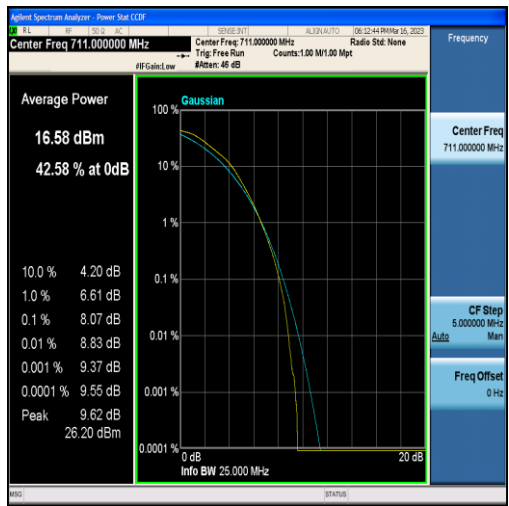 Agilent Spectrum Analyzer - Power Stat CCDF
RL RF 50 Ω AC SENSE:INT ALIGN AUTO 06:12:44 PM Mar 16, 2023
Center Freq 711.000000 MHz
Center Freq: 711.000000 MHz Radio Std: None
Trig: Free Run Counts:1.00 M/1.00 Mpt
#IFGain:Low #Atten: 46 dB
Frequency
Average Power
16.58 dBm
42.58 % at 0dB
10.0 % 4.20 dB
1.0 % 6.61 dB
0.1 % 8.07 dB
0.01 % 8.83 dB
0.001 % 9.37 dB
0.0001 % 9.55 dB
Peak 9.62 dB
26.20 dBm
Gaussian
100 %
10 %
1 %
0.1 %
0.01 %
0.001 %
0.0001 %
0 dB 20 dB
Info BW 25.000 MHz
Center Freq
711.000000 MHz
CF Step
5.000000 MHz
Auto Man
Freq Offset
0 Hz
MSG STATUS